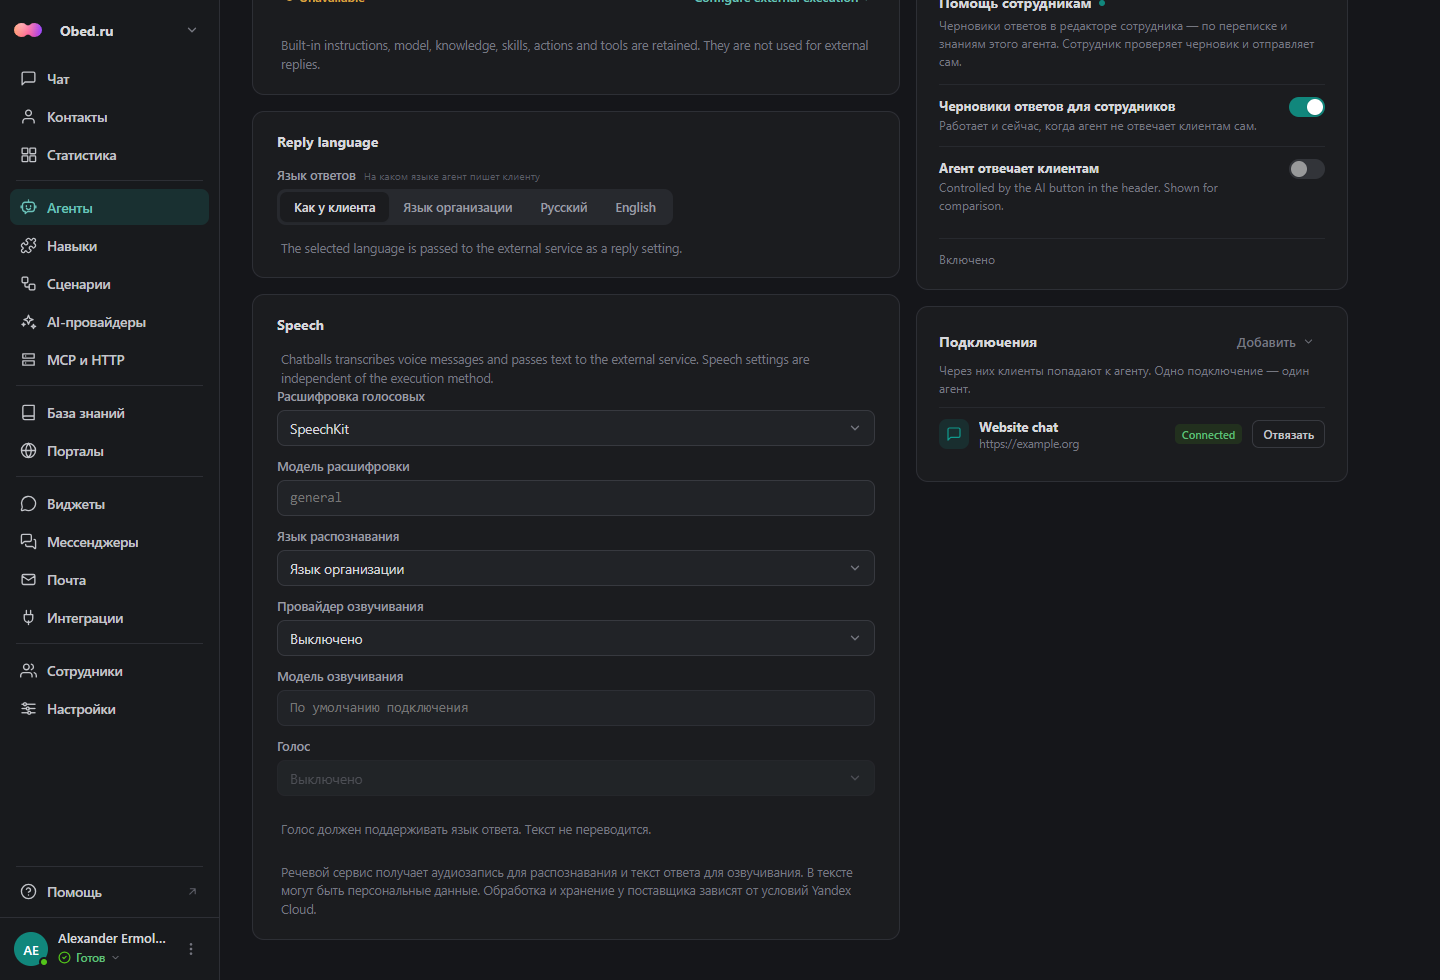 Obed.ru
Чат
Контакты
Статистика
Агенты
Навыки
Сценарии
AI-провайдеры
MCP и HTTP
База знаний
Порталы
Виджеты
Мессенджеры
Почта
Интеграции
Сотрудники
Настройки
Помощь
AE
Alexander Ermol...
Готов
Unavailable
Configure external execution
Built-in instructions, model, knowledge, skills, actions and tools are retained. They are not used for external
replies.
Reply language
Язык ответов На каком языке агент пишет клиенту
Как у клиента Язык организации Русский English
The selected language is passed to the external service as a reply setting.
Speech
Chatballs transcribes voice messages and passes text to the external service. Speech settings are
independent of the execution method.
Расшифровка голосовых
SpeechKit
Модель расшифровки
general
Язык распознавания
Язык организации
Провайдер озвучивания
Выключено
Модель озвучивания
По умолчанию подключения
Голос
Выключено
Голос должен поддерживать язык ответа. Текст не переводится.
Речевой сервис получает аудиозапись для распознавания и текст ответа для озвучивания. В тексте
могут быть персональные данные. Обработка и хранение у поставщика зависят от условий Yandex
Cloud.
Помощь сотрудникам
Черновики ответов в редакторе сотрудника — по переписке и
знаниям этого агента. Сотрудник проверяет черновик и отправляет
сам.
Черновики ответов для сотрудников
Работает и сейчас, когда агент не отвечает клиентам сам.
Агент отвечает клиентам
Controlled by the AI button in the header. Shown for
comparison.
Включено
Подключения
Добавить
Через них клиенты попадают к агенту. Одно подключение — один
агент.
Website chat
https://example.org
Connected
Отвязать